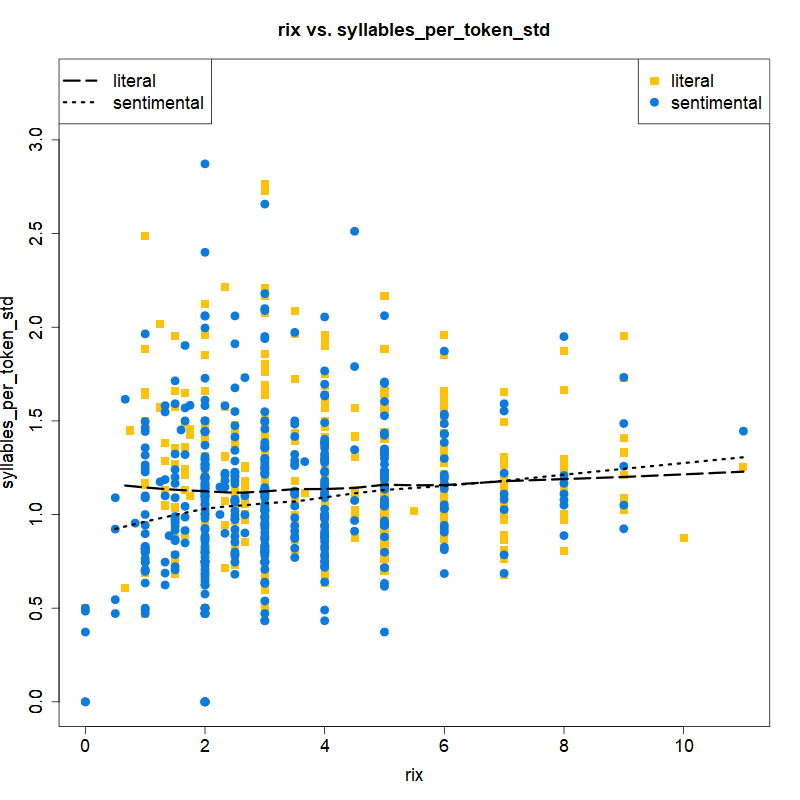 rix vs. syllables_per_token_std
literal
sentimental
literal
sentimental
syllables_per_token_std
3.0
2.5
2.0
1.5
1.0
0.5
0.0
0 2 4 6 8 10
rix